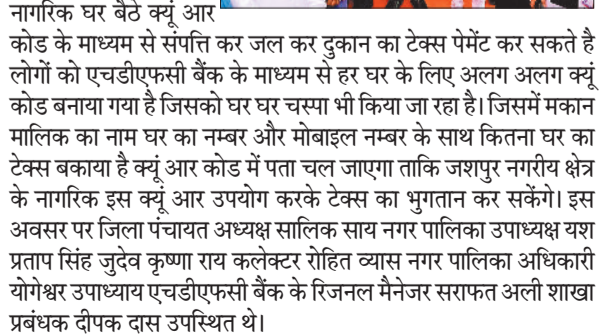 नागरिक घर बैठे क्यूं आर
कोड के माध्यम से संपत्ति कर जल कर दुकान का टेक्स पेमेंट कर सकते है
लोगों को एचडीएफसी बैंक के माध्यम से हर घर के लिए अलग अलग क्यूं
कोड बनाया गया है जिसको घर घर चस्पा भी किया जा रहा है। जिसमें मकान
मालिक का नाम घर का नम्बर और मोबाइल नम्बर के साथ कितना घर का
टेक्स बकाया है क्यूं आर कोड में पता चल जाएगा ताकि जशपुर नगरीय क्षेत्र
के नागरिक इस क्यूं आर उपयोग करके टेक्स का भुगतान कर सकेंगे। इस
अवसर पर जिला पंचायत अध्यक्ष सालिक साय नगर पालिका उपाध्यक्ष यश
प्रताप सिंह जुदेव कृष्णा राय कलेक्टर रोहित व्यास नगर पालिका अधिकारी
योगेश्वर उपाध्याय एचडीएफसी बैंक के रिजनल मैनेजर सराफत अली शाखा
प्रबंधक दीपक दास उपस्थित थे।